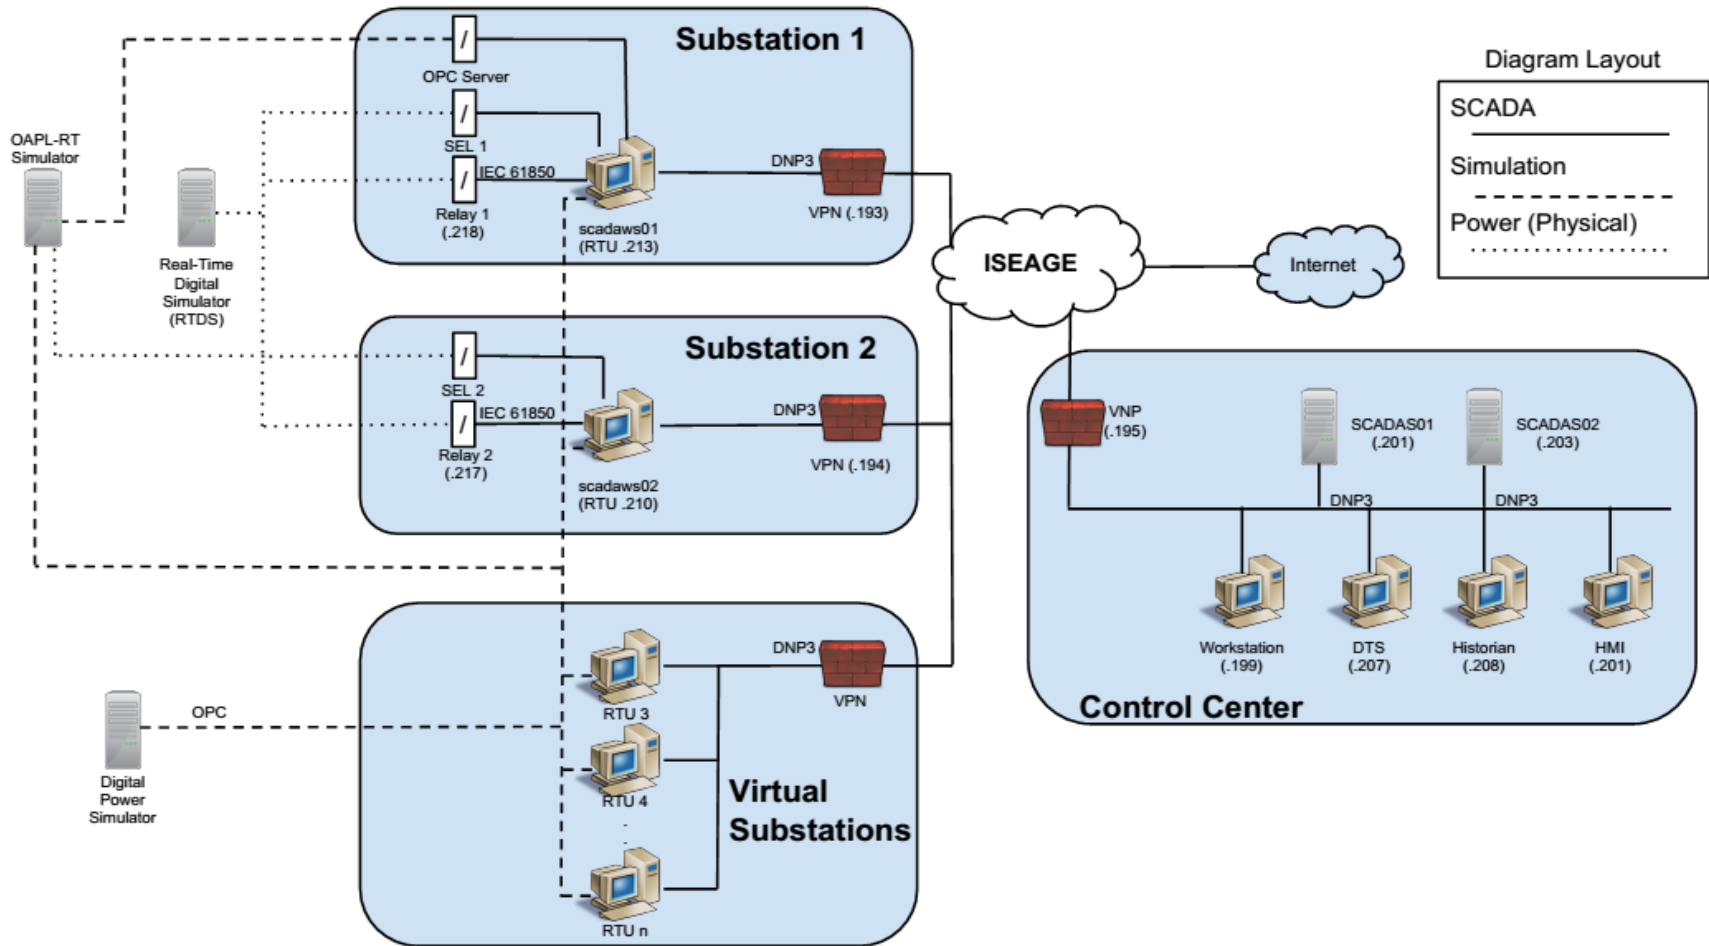 Substation 1
OPC Server
SEL 1
IEC 61850
Relay 1
(.218)
scadaws01
(RTU .213)
DNP3
VPN (.193)
OAPL-RT
Simulator
Real-Time
Digital
Simulator
(RTDS)
Substation 2
SEL 2
IEC 61850
Relay 2
(.217)
scadaws02
(RTU .210)
DNP3
VPN (.194)
ISEAGE
Internet
Diagram Layout
SCADA
Simulation
Power (Physical)
VNP
(.195)
SCADAS01
(.201)
SCADAS02
(.203)
DNP3
DNP3
Workstation
(.199)
DTS
(.207)
Historian
(.208)
HMI
(.201)
Control Center
OPC
Digital
Power
Simulator
RTU 3
RTU 4
RTU n
DNP3
VPN
Virtual
Substations